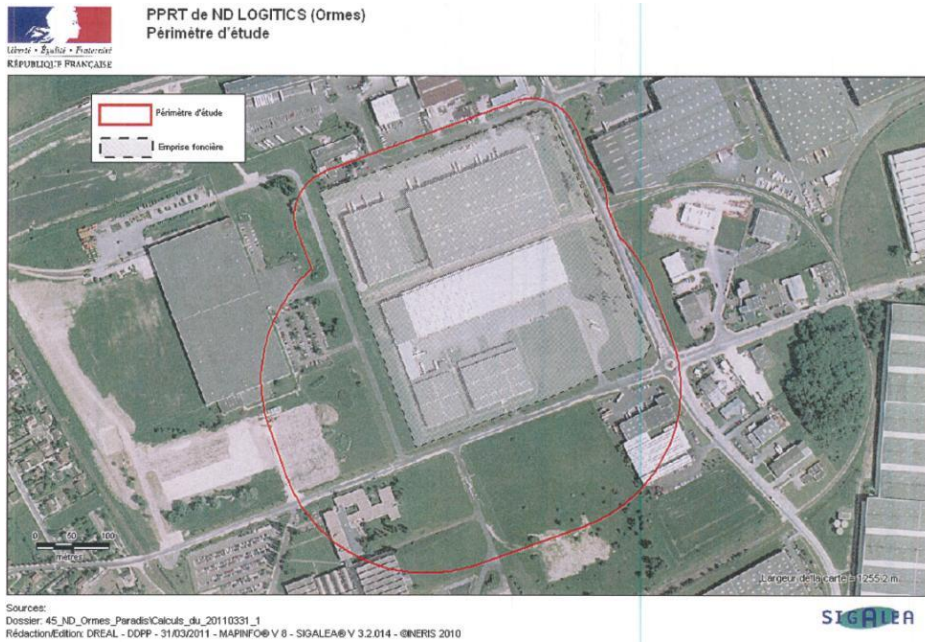 PPRT de ND LOGITICS (Ormes)
Périmètre d'étude
Liberté • Égalité • Fraternité
RÉPUBLIQUE FRANÇAISE
Périmètre d'étude
Emprise foncière
0 50 100
mètres
Largeur de la carte = 1255.2 m
Sources:
Dossier: 45_ND_Ormes_Paradis\Calculs_du_20110331_1
Rédaction/Edition: DREAL - DDPP - 31/03/2011 - MAPINFO® V 8 - SIGALEA® V 3.2.014 - ©INERIS 2010
SIGALEA